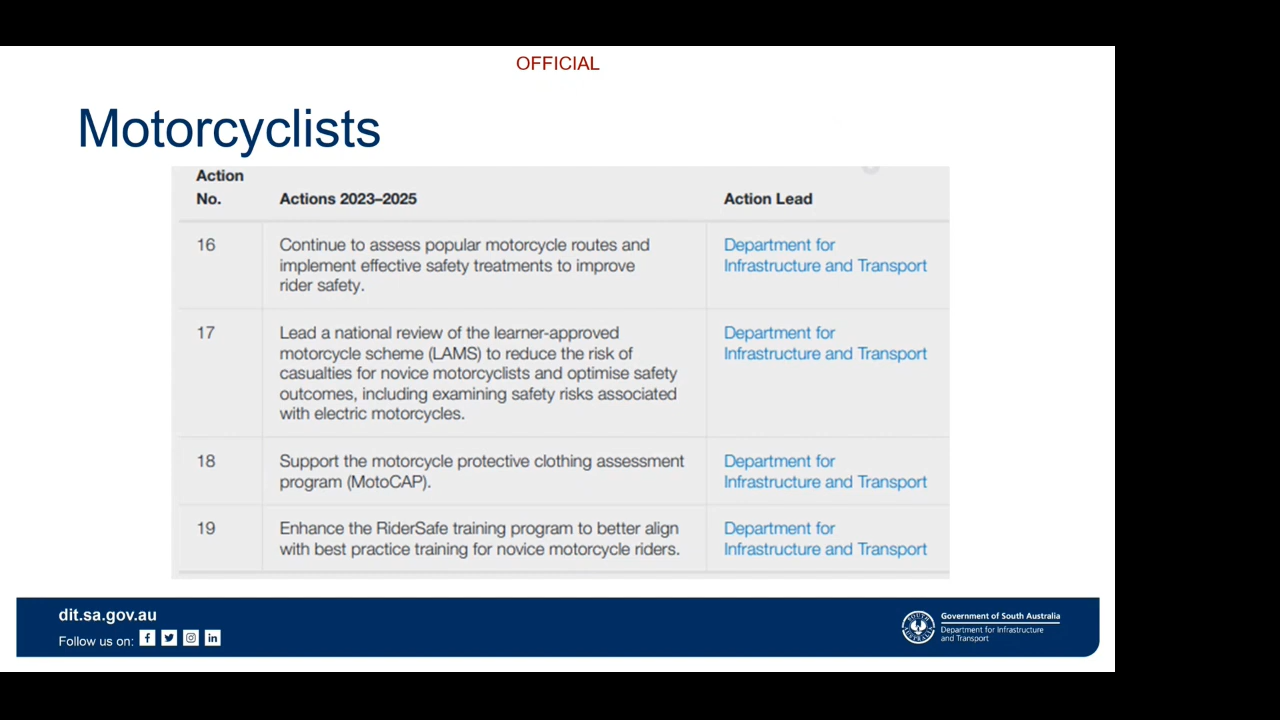 OFFICIAL
Motorcyclists
Action
No.
Actions 2023–2025
Action Lead
16
Continue to assess popular motorcycle routes and
implement effective safety treatments to improve
rider safety.
Department for
Infrastructure and Transport
17
Lead a national review of the learner-approved
motorcycle scheme (LAMS) to reduce the risk of
casualties for novice motorcyclists and optimise safety
outcomes, including examining safety risks associated
with electric motorcycles.
Department for
Infrastructure and Transport
18
Support the motorcycle protective clothing assessment
program (MotoCAP).
Department for
Infrastructure and Transport
19
Enhance the RiderSafe training program to better align
with best practice training for novice motorcycle riders.
Department for
Infrastructure and Transport
dit.sa.gov.au
Follow us on:
Government of South Australia
Department for Infrastructure
and Transport